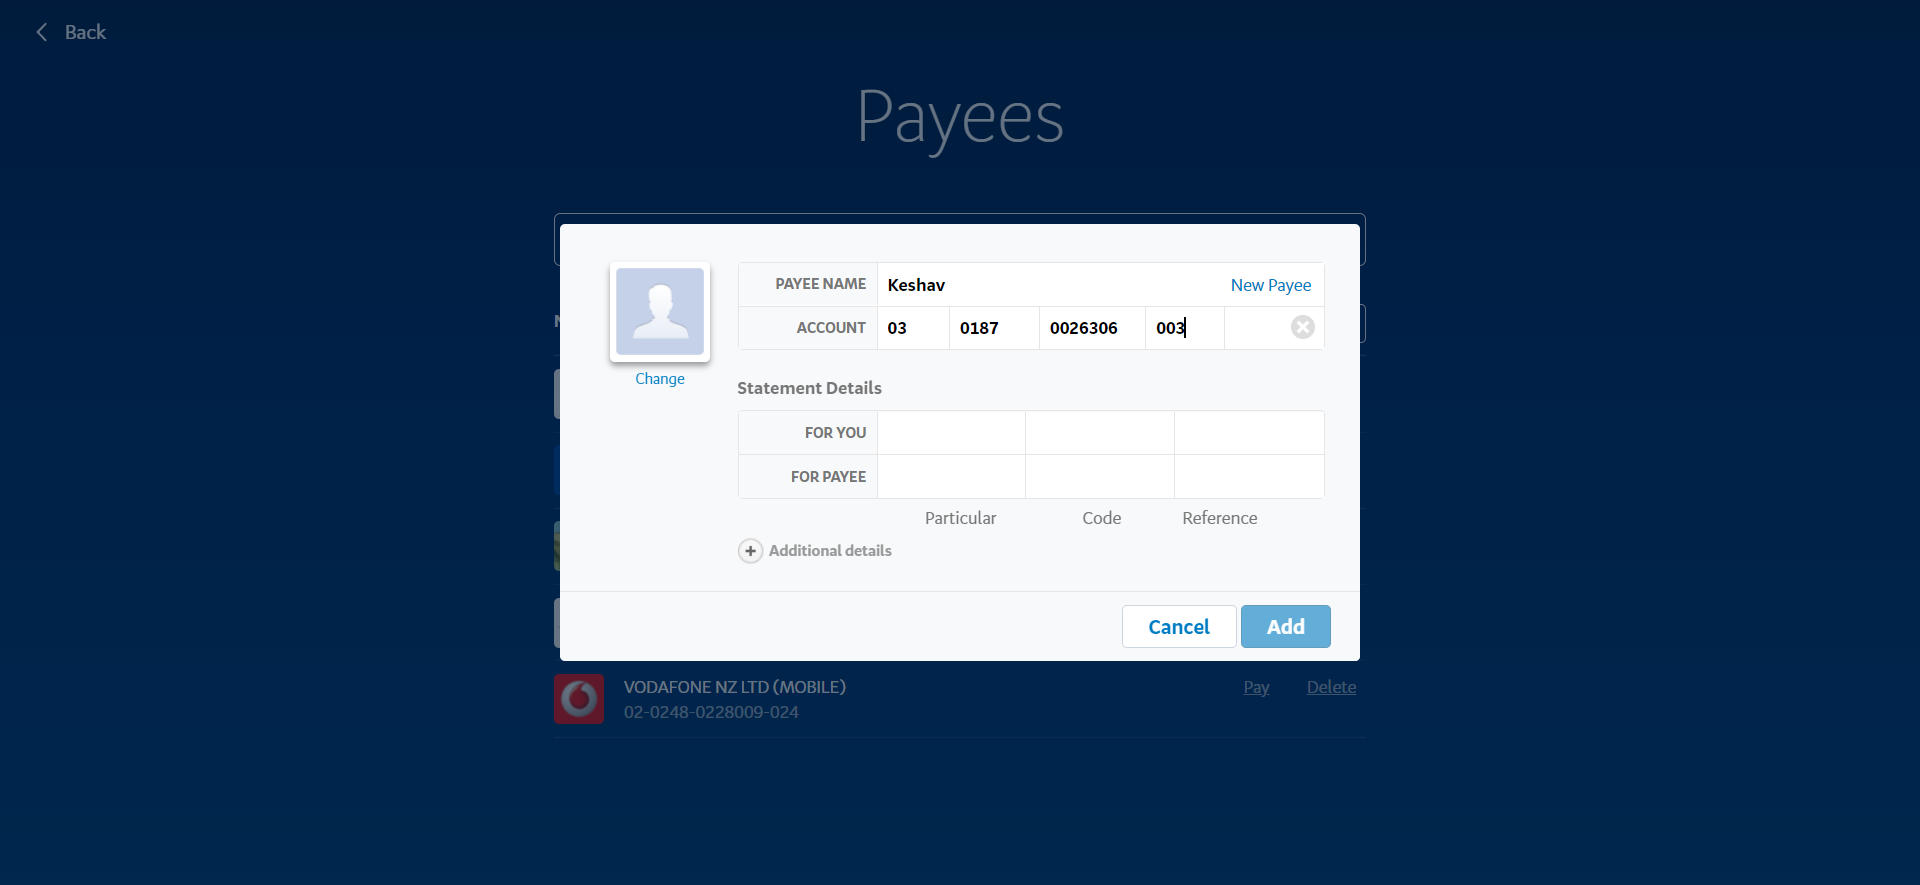 Back
Payees
PAYEE NAME Keshav New Payee
ACCOUNT 03 0187 0026306 003
Change
Statement Details
FOR YOU
FOR PAYEE
Particular Code Reference
Additional details
Cancel Add
VODAFONE NZ LTD (MOBILE) Pay Delete
02-0248-0228009-024